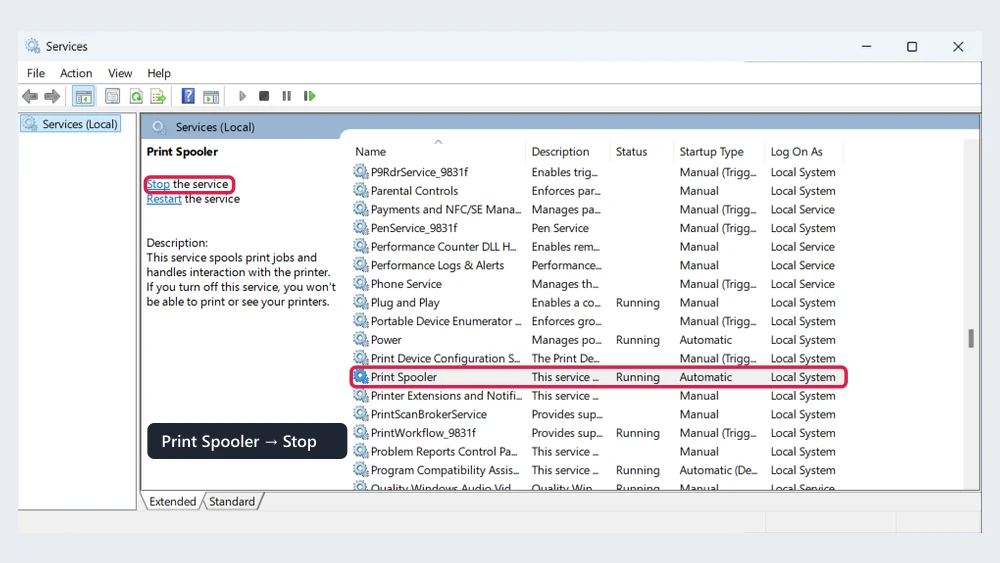 Services
File Action View Help
Services (Local)
Services (Local)
Print Spooler
Stop the service
Restart the service
Description:
This service spools print jobs and
handles interaction with the printer.
If you turn off this service, you won't
be able to print or see your printers.
Print Spooler → Stop
Name Description Status Startup Type Log On As
P9RdrService_9831f Enables trig... Manual (Trigg... Local System
Parental Controls Enforces par... Manual Local System
Payments and NFC/SE Mana... Manages pa... Manual (Trigg... Local Service
PenService_9831f Pen Service Manual (Trigg... Local System
Performance Counter DLL H... Enables rem... Manual Local Service
Performance Logs & Alerts Performance... Manual Local Service
Phone Service Manages th... Manual (Trigg... Local Service
Plug and Play Enables a co... Running Manual Local System
Portable Device Enumerator ... Enforces gro... Manual (Trigg... Local System
Power Manages po... Running Automatic Local System
Print Device Configuration S... The Print De... Manual (Trigg... Local System
Print Spooler This service ... Running Automatic Local System
Printer Extensions and Notifi... This service ... Manual Local System
PrintScanBrokerService Provides sup... Manual Local System
PrintWorkflow_9831f Provides sup... Running Manual (Trigg... Local System
Problem Reports Control Pa... This service ... Manual Local System
Program Compatibility Assis... This service ... Running Automatic (De... Local System
Quality Windows Audio Vid Quality Win Running Manual Local Service
Extended Standard